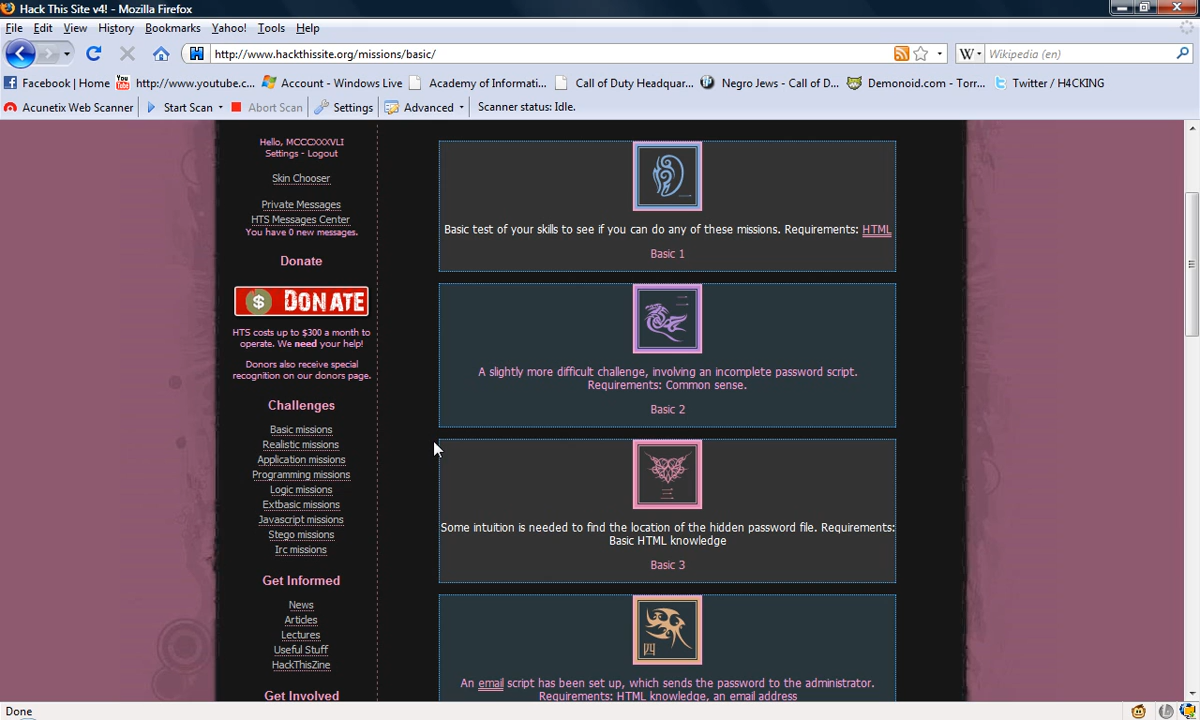 Hack This Site v4! - Mozilla Firefox
File Edit View History Bookmarks Yahoo! Tools Help
http://www.hackthissite.org/missions/basic/
W Wikipedia (en)
Facebook | Home http://www.youtube.c... Account - Windows Live Academy of Informati... Call of Duty Headquar... Negro Jews - Call of D... Demonoid.com - Torr... Twitter / H4CKING
Acunetix Web Scanner Start Scan Abort Scan Settings Advanced Scanner status: Idle.
Hello, MCCCXXXVLI
Settings - Logout
Skin Chooser
Private Messages
HTS Messages Center
You have 0 new messages.
Donate
$ DONATE
HTS costs up to $300 a month to
operate. We need your help!
Donors also receive special
recognition on our donors page.
Challenges
Basic missions
Realistic missions
Application missions
Programming missions
Logic missions
Extbasic missions
Javascript missions
Stego missions
Irc missions
Get Informed
News
Articles
Lectures
Useful Stuff
HackThisZine
Get Involved
一
Basic test of your skills to see if you can do any of these missions. Requirements: HTML
Basic 1
二
A slightly more difficult challenge, involving an incomplete password script.
Requirements: Common sense.
Basic 2
三
Some intuition is needed to find the location of the hidden password file. Requirements:
Basic HTML knowledge
Basic 3
四
An email script has been set up, which sends the password to the administrator.
Requirements: HTML knowledge, an email address
Done